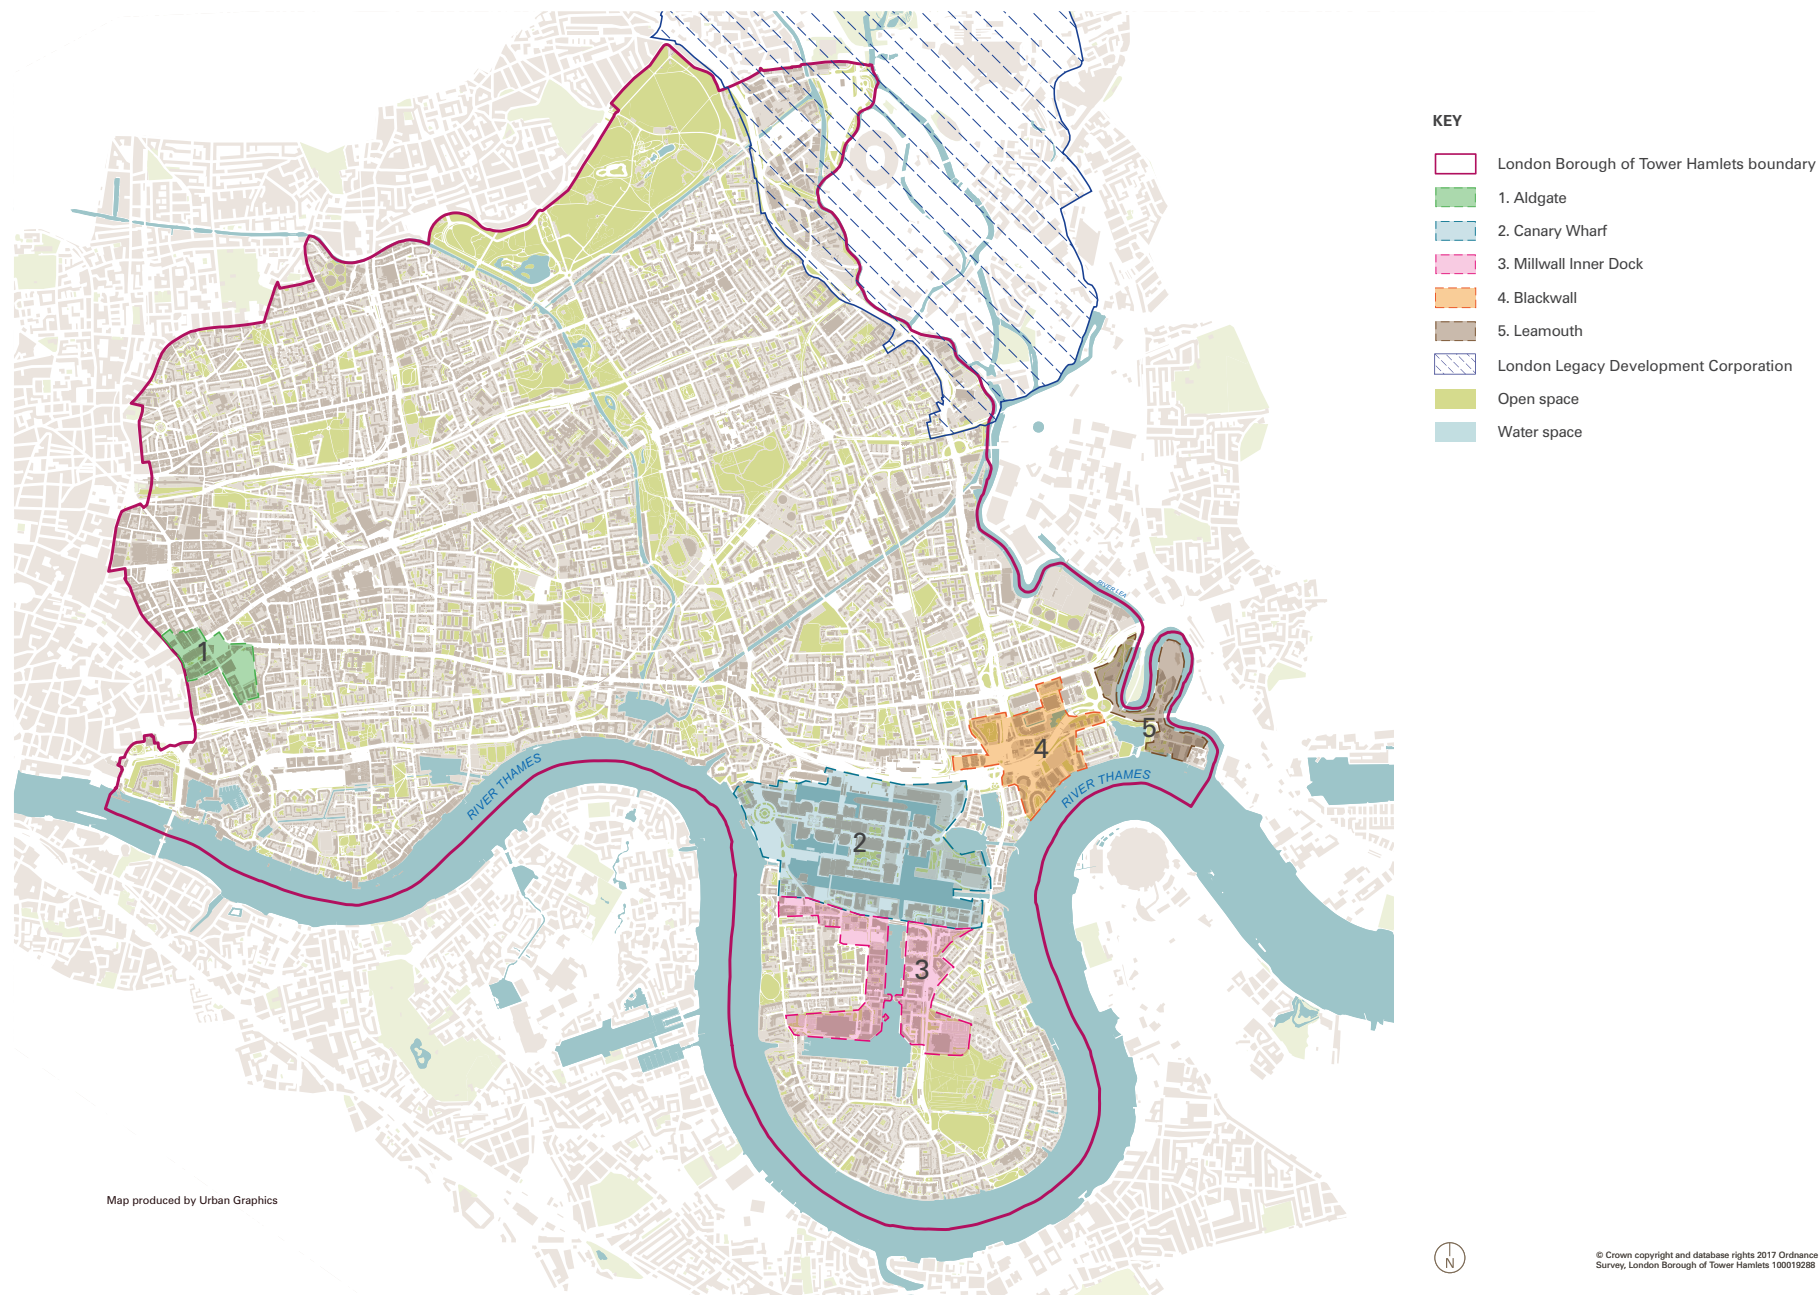 KEY
London Borough of Tower Hamlets boundary
1. Aldgate
2. Canary Wharf
3. Millwall Inner Dock
4. Blackwall
5. Leamouth
London Legacy Development Corporation
Open space
Water space
RIVER LEA
1
5
4
RIVER THAMES
RIVER THAMES
2
3
Map produced by Urban Graphics
N
© Crown copyright and database rights 2017 Ordnance
Survey, London Borough of Tower Hamlets 100019288